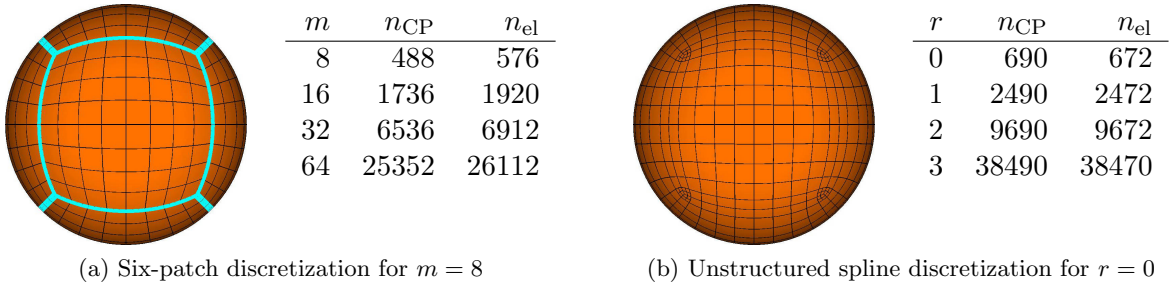 m n_CP n_el
8 488 576
16 1736 1920
32 6536 6912
64 25352 26112
(a) Six-patch discretization for m = 8
r n_CP n_el
0 690 672
1 2490 2472
2 9690 9672
3 38490 38470
(b) Unstructured spline discretization for r = 0